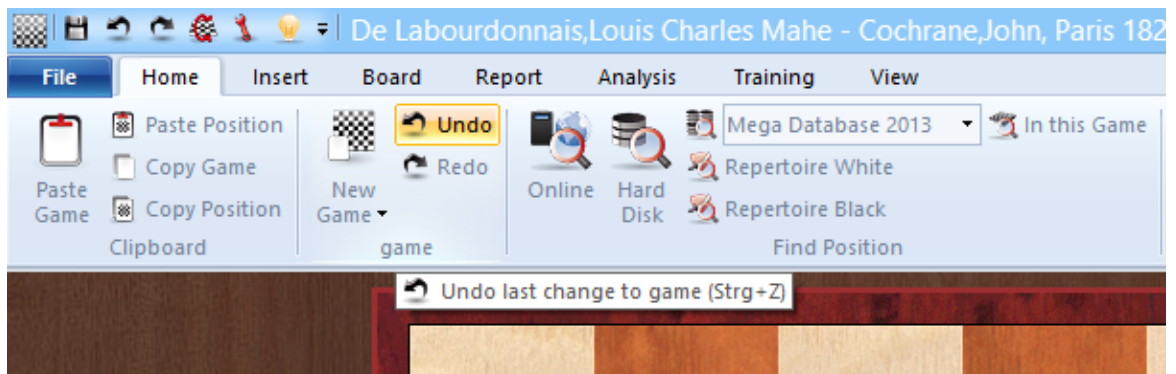 De Labourdonnais,Louis Charles Mahe - Cochrane,John, Paris 182
File Home Insert Board Report Analysis Training View
Paste Game
Paste Position
Copy Game
Copy Position
Clipboard
New Game
Undo
Redo
game
Online
Hard Disk
Mega Database 2013
Repertoire White
Repertoire Black
In this Game
Find Position
Undo last change to game (Strg+Z)